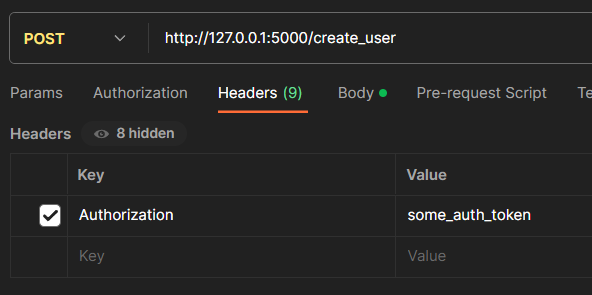 POST http://127.0.0.1:5000/create_user
Params Authorization Headers (9) Body Pre-request Script Te
Headers 8 hidden
Key Value
Authorization some_auth_token
Key Value